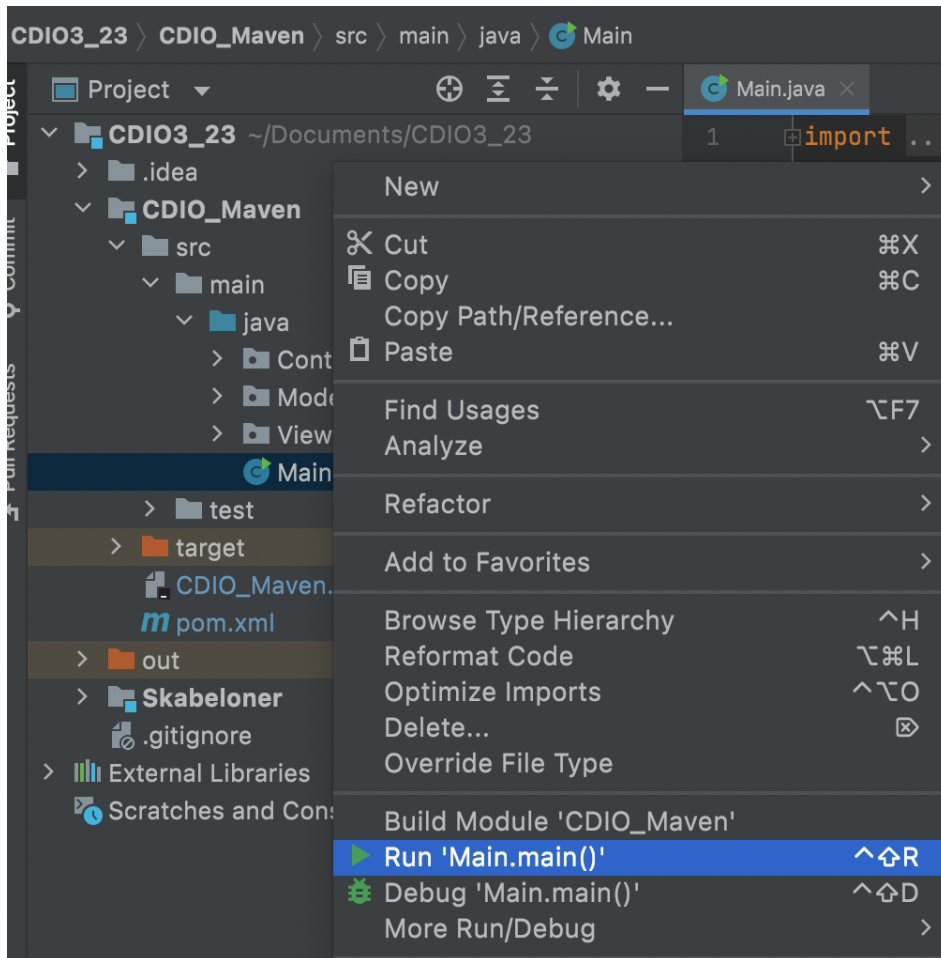 CDIO3_23 〉 CDIO_Maven 〉 src 〉 main 〉 java 〉 Main
Project
Project
Main.java
CDIO3_23 ~/Documents/CDIO3_23
1 import ..
.idea
New
CDIO_Maven
Commit
src
Cut ⌘X
main
Copy ⌘C
java
Copy Path/Reference...
Cont
Paste ⌘V
Pull Requests
Mode
Find Usages ⌥F7
View
Analyze
Main
Refactor
test
target
Add to Favorites
CDIO_Maven.
pom.xml
Browse Type Hierarchy ^H
out
Reformat Code ⌥⌘L
Skabeloner
Optimize Imports ^⌥O
.gitignore
Delete... ⌦
External Libraries
Override File Type
Scratches and Cons
Build Module 'CDIO_Maven'
Run 'Main.main()' ^⇧R
Debug 'Main.main()' ^⇧D
More Run/Debug